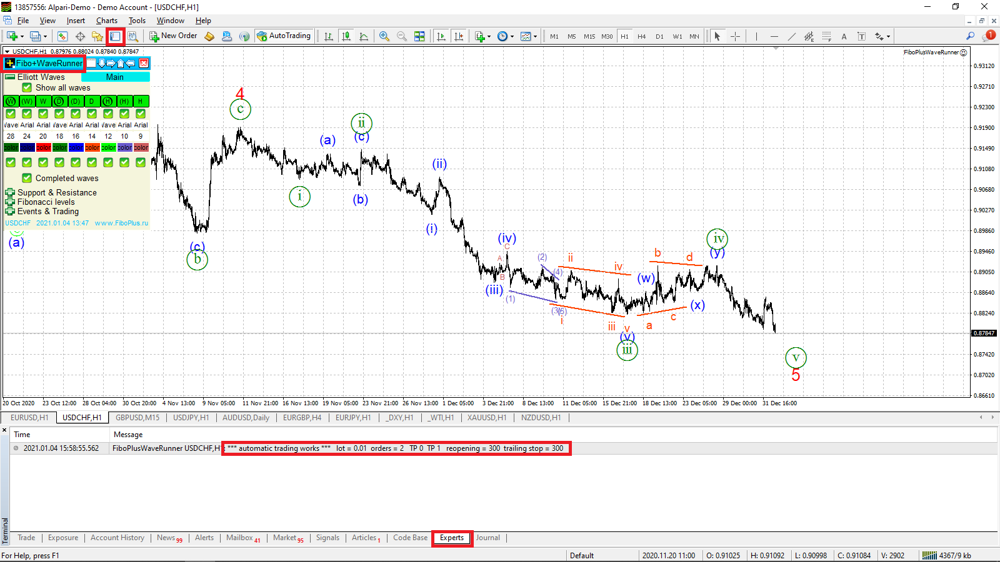 13857556: Alpari-Demo - Demo Account - [USDCHF,H1]
File View Insert Charts Tools Window Help
New Order AutoTrading M1 M5 M15 M30 H1 H4 D1 W1 MN A T 1
USDCHF,H1 0.87976 0.88024 0.87840 0.87847
FiboPlusWaveRunner
Fibo+WaveRunner
Elliott Waves Main
Show all waves
W (W) W D (D) D H (H) H
Wave Arial Arial Wave Arial Arial Wave Arial Arial
28 24 20 18 16 14 12 10 9
color color color color color color color color color
Completed waves
Support & Resistance
Fibonacci levels
Events & Trading
USDCHF 2021.01.04 13:47 www.FiboPlus.ru
(a)
(c)
b
4
c
i
(a)
ii
(c)
(b)
(ii)
(i)
(iv)
C
A
B
(iii)
(1)
(2)
(4)
(3)
(5)
i
ii
iv
iii
v
(v)
iii
(w)
a
b
c
d
(x)
iv
(y)
v
5
0.93120
0.92710
0.92300
0.91900
0.91490
0.91080
0.90680
0.90270
0.89860
0.89460
0.89050
0.88640
0.88240
0.87847
0.87420
0.87020
0.86610
20 Oct 2020 23 Oct 12:00 28 Oct 04:00 30 Oct 20:00 4 Nov 13:00 9 Nov 05:00 11 Nov 21:00 16 Nov 13:00 19 Nov 05:00 23 Nov 21:00 26 Nov 13:00 1 Dec 05:00 3 Dec 21:00 8 Dec 13:00 11 Dec 05:00 15 Dec 21:00 18 Dec 13:00 23 Dec 05:00 29 Dec 00:00 31 Dec 16:00
EURUSD,H1 USDCHF,H1 GBPUSD,M15 USDJPY,H1 AUDUSD,Daily EURGBP,H4 EURJPY,H1 _DXY,H1 _WTI,H1 XAUUSD,H1 NZDUSD,H1
Time Message
2021.01.04 15:58:55.562 FiboPlusWaveRunner USDCHF,H1: *** automatic trading works *** lot = 0.01 orders = 2 TP 0 TP 1 reopening = 300 trailing stop = 300
Terminal
Trade Exposure Account History News 99 Alerts Mailbox 41 Market 95 Signals Articles 1 Code Base Experts Journal
For Help, press F1 Default 2020.11.20 11:00 O: 0.91025 H: 0.91092 L: 0.90998 C: 0.91084 V: 2902 4367/9 kb